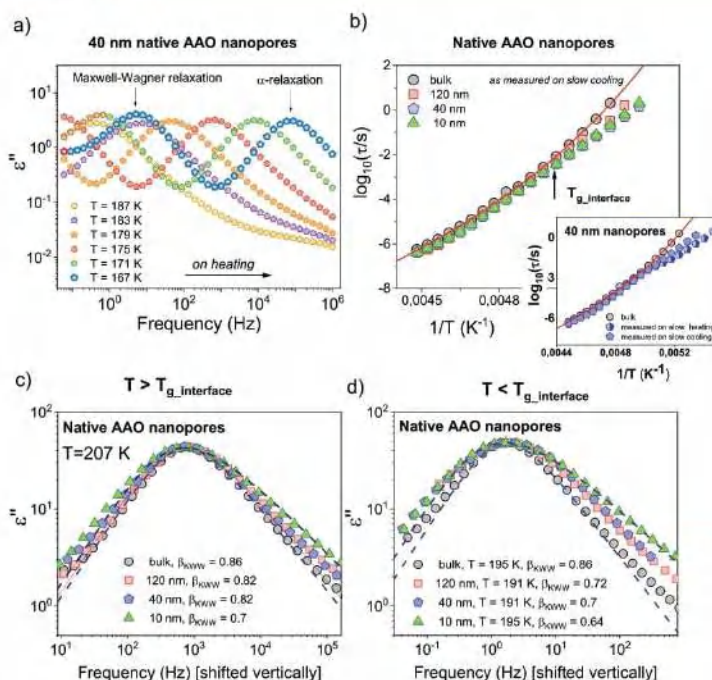 a)
40 nm native AAO nanopores
Maxwell-Wagner relaxation
α-relaxation
ε''
10¹
10⁰
10⁻¹
10⁻²
T = 187 K
T = 183 K
T = 179 K
T = 175 K
T = 171 K
T = 167 K
on heating
10⁰ 10² 10⁴ 10⁶
Frequency (Hz)
b)
Native AAO nanopores
bulk
120 nm
40 nm
10 nm
as measured on slow cooling
log₁₀(τ/s)
2
0
-2
-4
-6
-8
T_g_interface
0,0045 0,0048
1/T (K⁻¹)
40 nm nanopores
log₁₀(τ/s)
0
-3
-6
bulk
measured on slow heating
measured on slow cooling
0,0044 0,0048 0,0052
1/T (K⁻¹)
c)
T > T_g_interface
Native AAO nanopores
T=207 K
ε''
10²
10¹
10⁰
bulk, β_KWW = 0.86
120 nm, β_KWW = 0.82
40 nm, β_KWW = 0.82
10 nm, β_KWW = 0.7
10¹ 10² 10³ 10⁴ 10⁵
Frequency (Hz) [shifted vertically]
d)
T < T_g_interface
Native AAO nanopores
ε''
10²
10¹
10⁰
bulk, T = 195 K, β_KWW = 0.86
120 nm, T = 191 K, β_KWW = 0.72
40 nm, T = 191 K, β_KWW = 0.7
10 nm, T = 195 K, β_KWW = 0.64
10⁻¹ 10⁰ 10¹ 10²
Frequency (Hz) [shifted vertically]